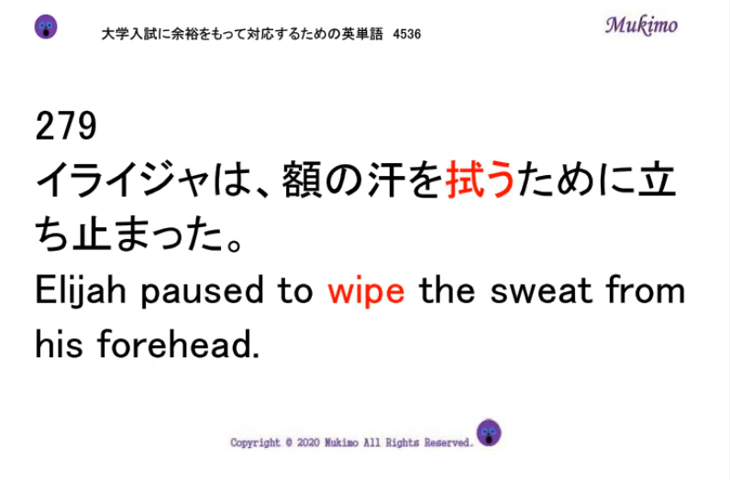 大学入試に余裕をもって対応するための英単語 4536
Mukimo
279
イライジャは、額の汗を拭うために立
ち止まった。
Elijah paused to wipe the sweat from
his forehead.
Copyright © 2020 Mukimo All Rights Reserved.